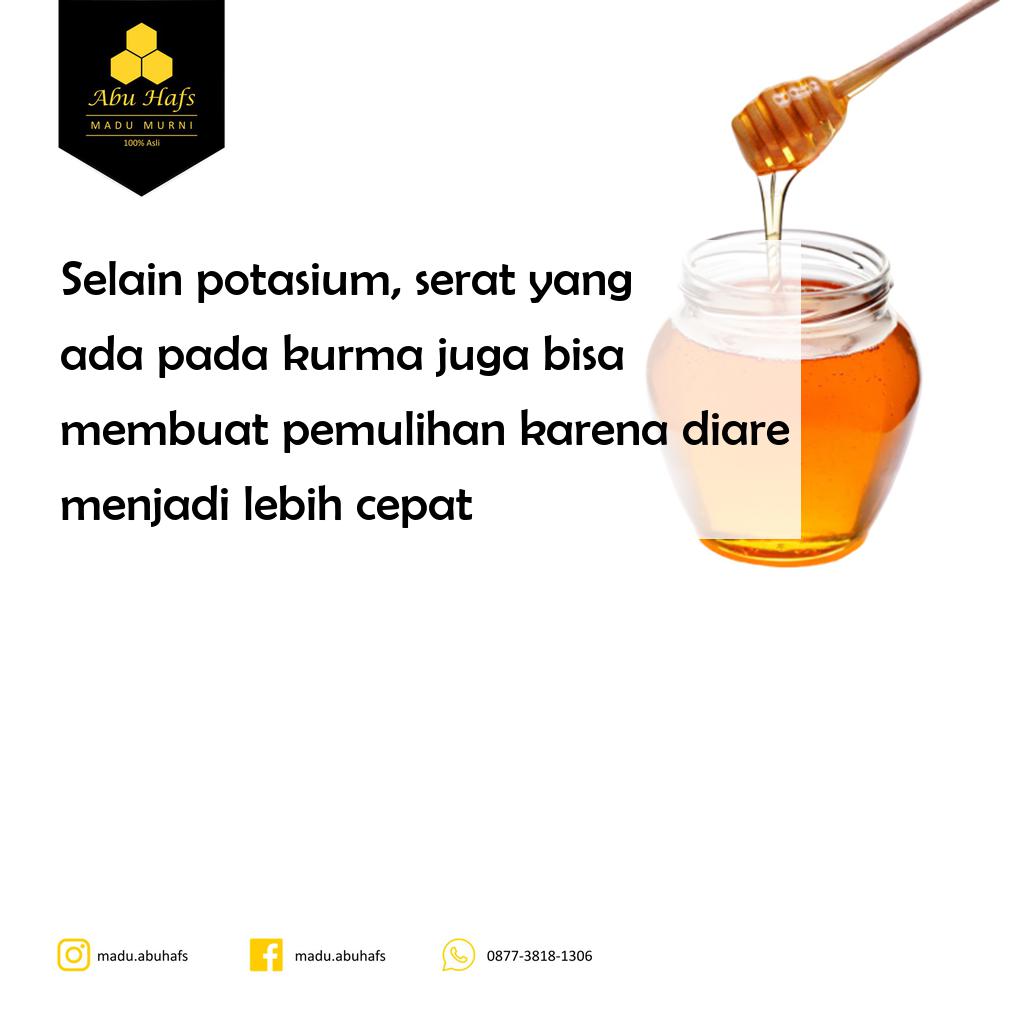 Abu Hafs
MADU MURNI
100% Asli
Selain potasium, serat yang
ada pada kurma juga bisa
membuat pemulihan karena diare
menjadi lebih cepat
madu.abuhafs
madu.abuhafs
0877-3818-1306